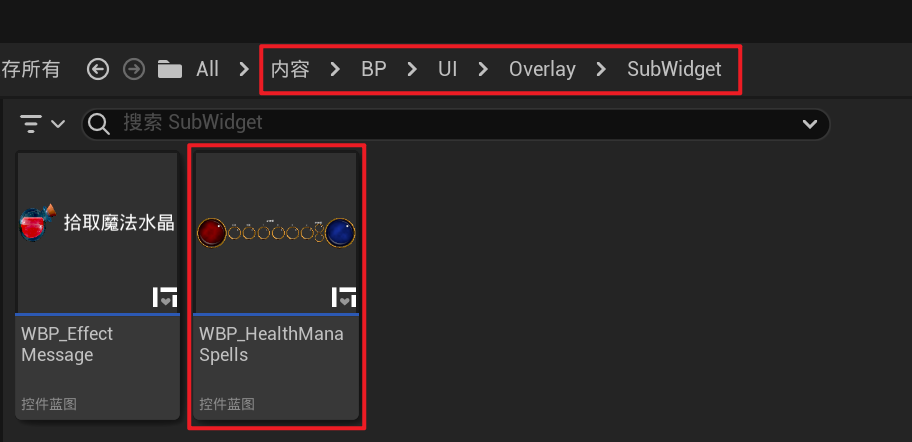 存所有 All 内容 BP UI Overlay SubWidget
搜索 SubWidget
拾取魔法水晶
WBP_Effect
Message
控件蓝图
WBP_HealthMana
Spells
控件蓝图